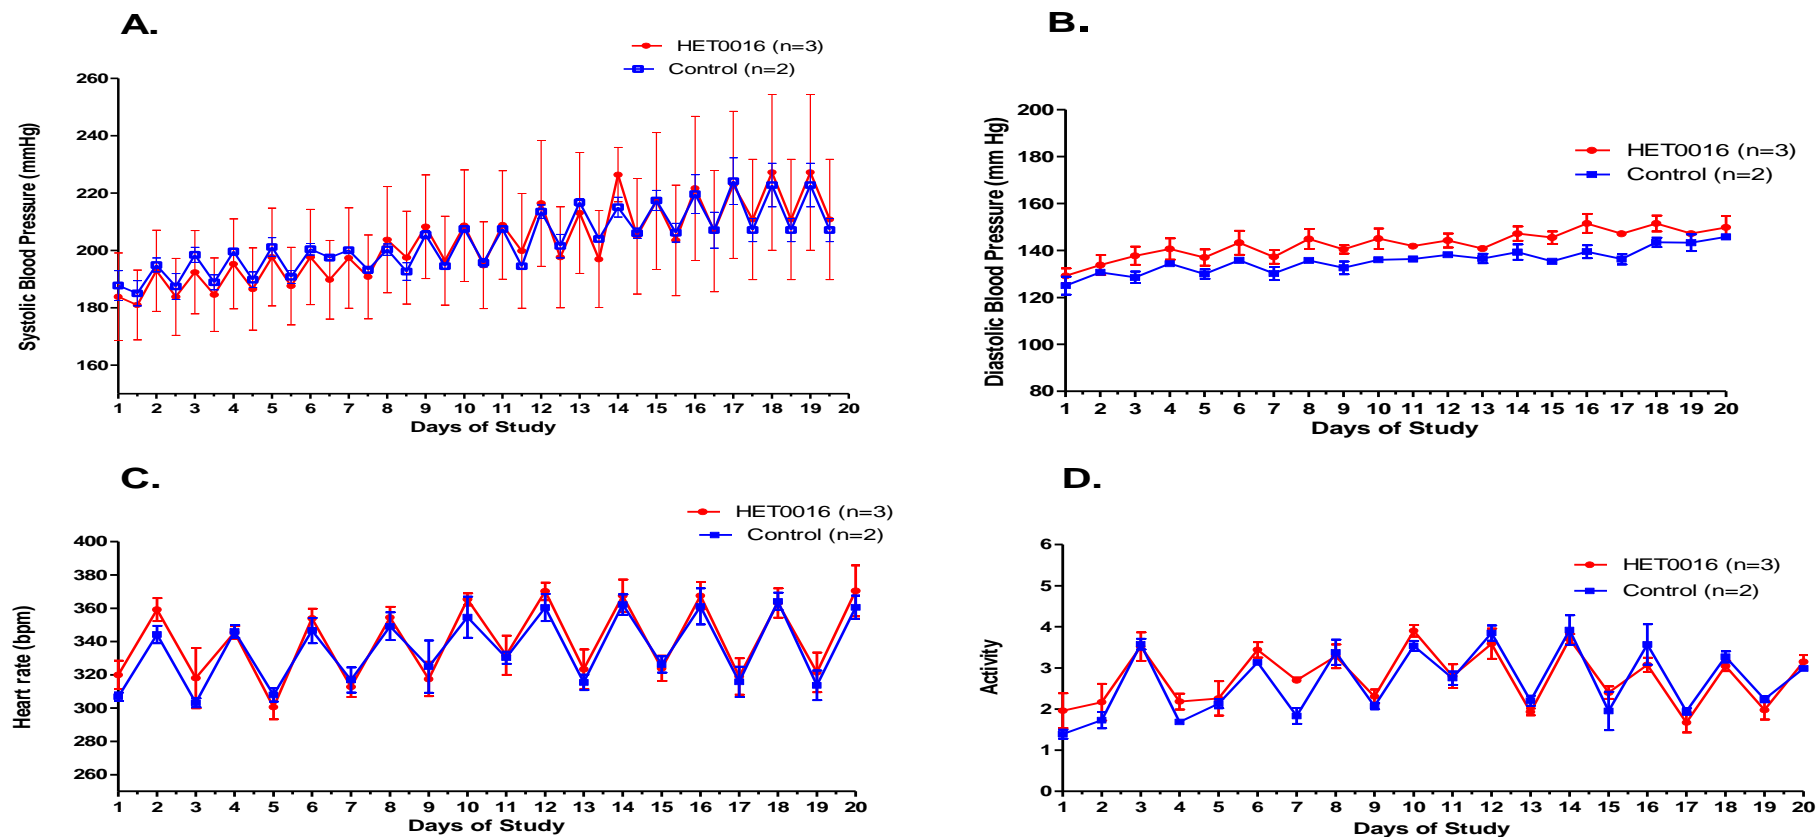 A.
HET0016 (n=3)
Control (n=2)
Systolic Blood Pressure (mmHg)
260
240
220
200
180
160
1 2 3 4 5 6 7 8 9 10 11 12 13 14 15 16 17 18 19 20
Days of Study
B.
HET0016 (n=3)
Control (n=2)
Diastolic Blood Pressure (mm Hg)
200
180
160
140
120
100
80
1 2 3 4 5 6 7 8 9 10 11 12 13 14 15 16 17 18 19 20
Days of Study
C.
HET0016 (n=3)
Control (n=2)
Heart rate (bpm)
400
380
360
340
320
300
280
260
1 2 3 4 5 6 7 8 9 10 11 12 13 14 15 16 17 18 19 20
Days of Study
D.
HET0016 (n=3)
Control (n=2)
Activity
6
5
4
3
2
1
0
1 2 3 4 5 6 7 8 9 10 11 12 13 14 15 16 17 18 19 20
Days of Study